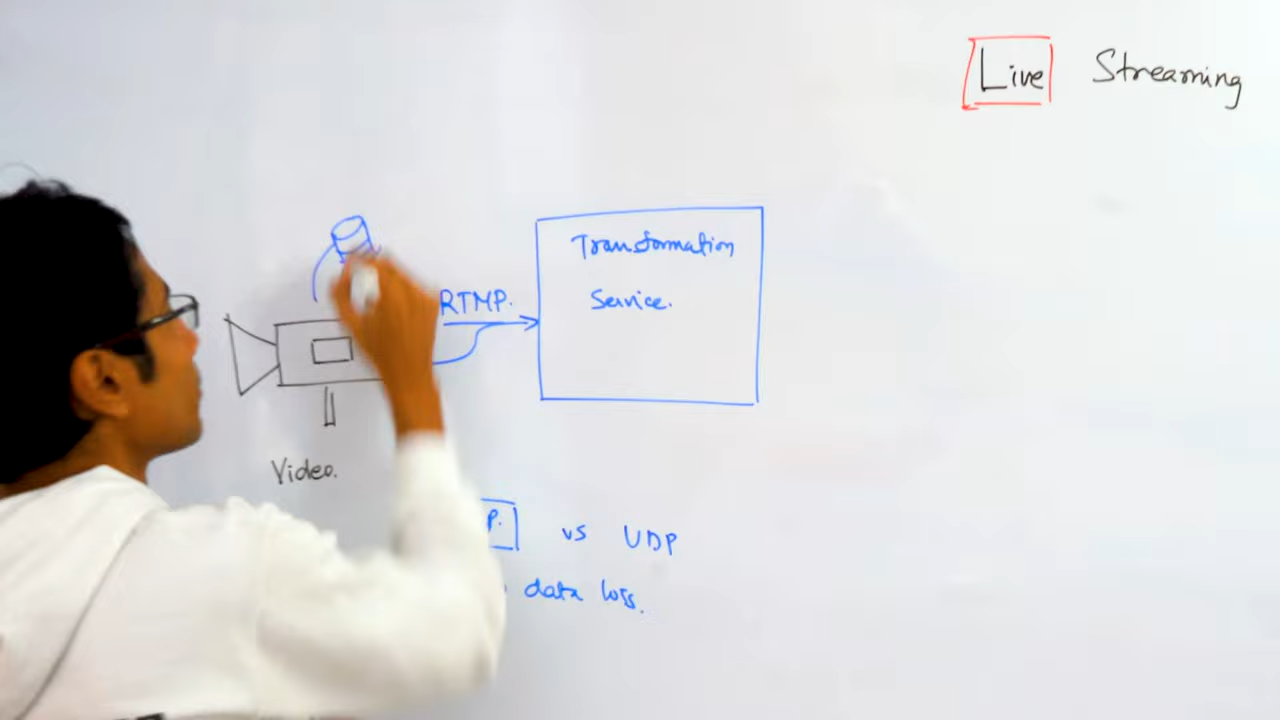 Live Streaming
Transformation
Service.
RTMP.
Video.
P. vs UDP
data loss.